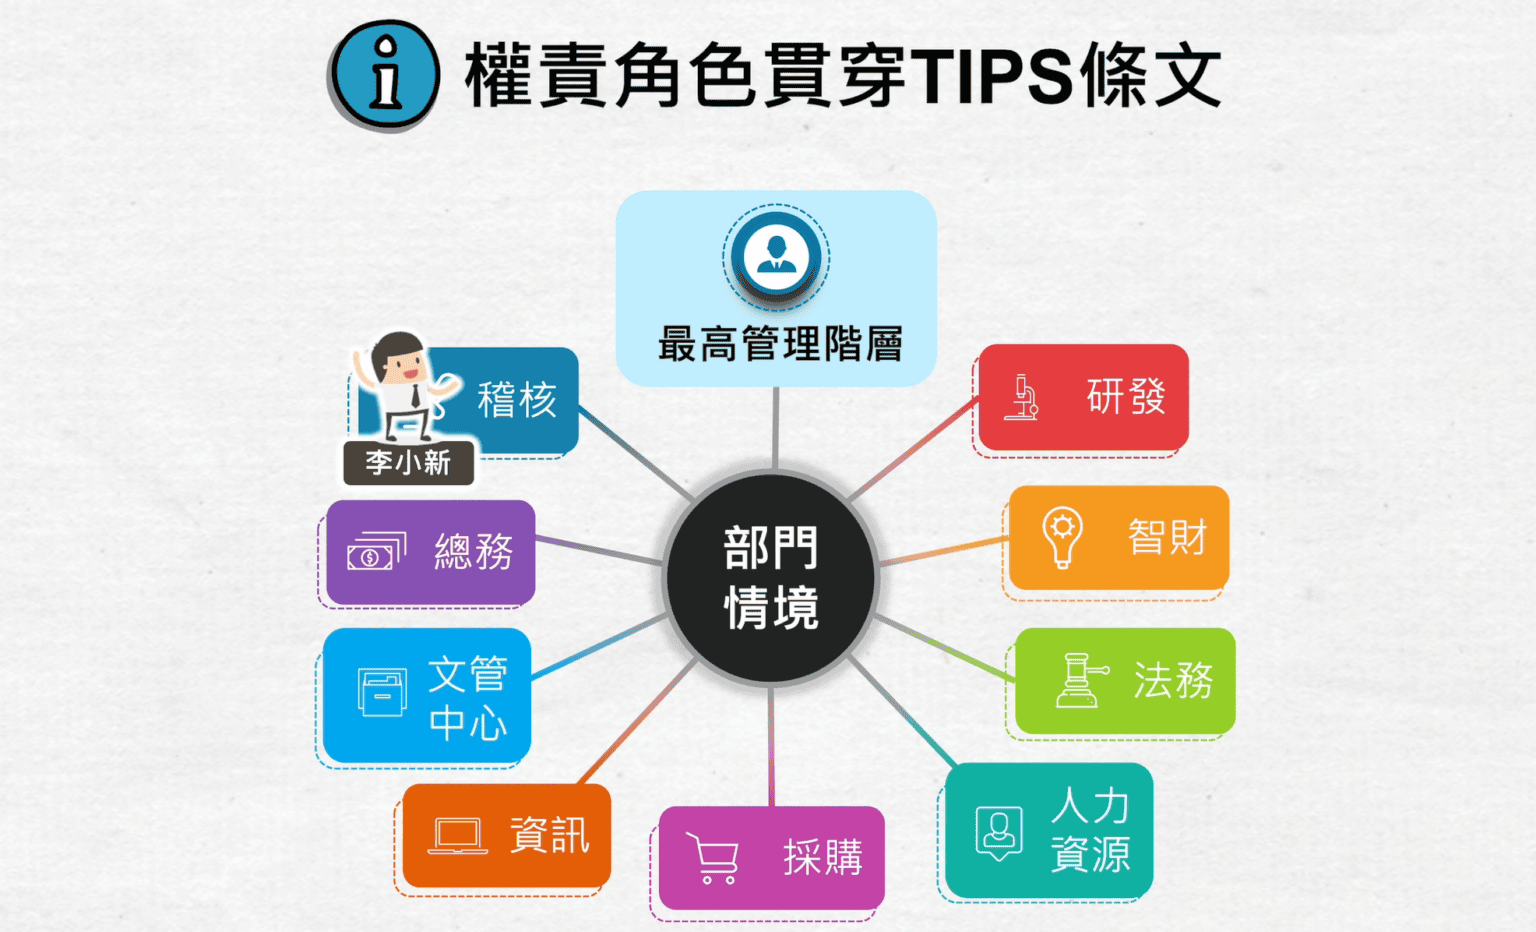 權責角色貫穿TIPS條文
最高管理階層
稽核
李小新
研發
總務
智財
部門
情境
文管
中心
法務
資訊
採購
人力
資源